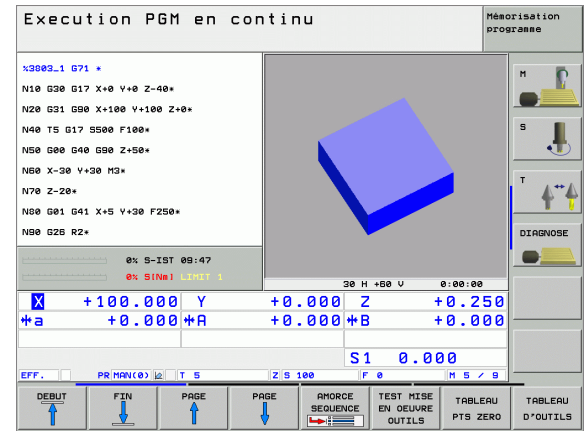 Execution PGM en continu
Mémorisation
programme
%3803_1 G71 *
N10 G30 G17 X+0 Y+0 Z-40*
N20 G31 G90 X+100 Y+100 Z+0*
N40 T5 G17 S500 F100*
N50 G00 G40 G90 Z+50*
N60 X-30 Y+30 M3*
N70 Z-20*
N80 G01 G41 X+5 Y+30 F250*
N90 G26 R2*
0% S-IST 09:47
0% S[Nm] LIMIT 1
30 H +60 V 0:00:00
X +100.000 Y +0.000 Z +0.250
a +0.000 A +0.000 B +0.000
S1 0.000
EFF. PR MAN(0) T 5 Z S 100 F 0 M 5 / 9
M
S
T
DIAGNOSE
DEBUT
FIN
PAGE
PAGE
AMORCE
SEQUENCE
TEST MISE
EN OEUVRE
OUTILS
TABLEAU
PTS ZERO
TABLEAU
D'OUTILS